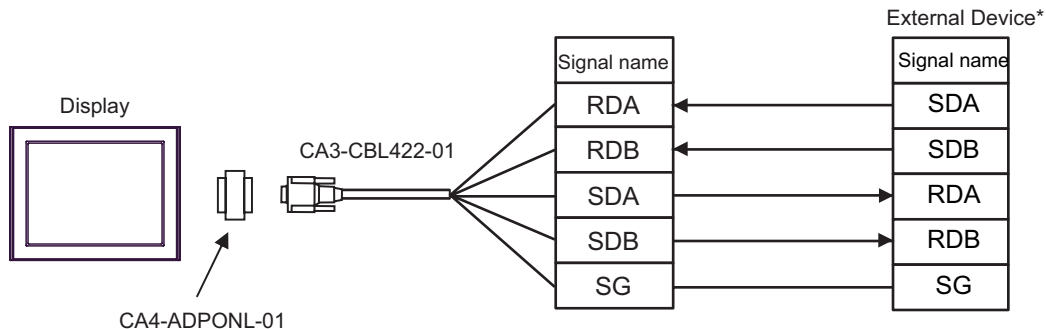 External Device*
Signal name
Signal name
Display
RDA
SDA
CA3-CBL422-01
RDB
SDB
SDA
RDA
SDB
RDB
SG
SG
CA4-ADPONL-01